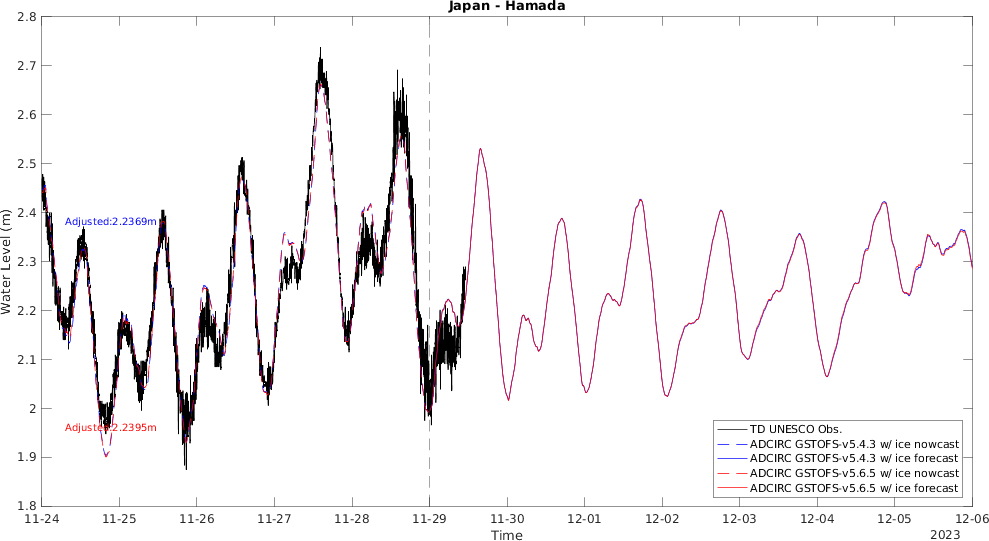 Japan - Hamada
2.8
2.7
2.6
2.5
2.4
2.3
2.2
2.1
2
1.9
1.8
Water Level (m)
Adjusted:2.2369m
Adjusted:2.2395m
TD UNESCO Obs.
ADCIRC GSTOFS-v5.4.3 w/ ice nowcast
ADCIRC GSTOFS-v5.4.3 w/ ice forecast
ADCIRC GSTOFS-v5.6.5 w/ ice nowcast
ADCIRC GSTOFS-v5.6.5 w/ ice forecast
11-24 11-25 11-26 11-27 11-28 11-29 11-30 12-01 12-02 12-03 12-04 12-05 12-06
Time
2023